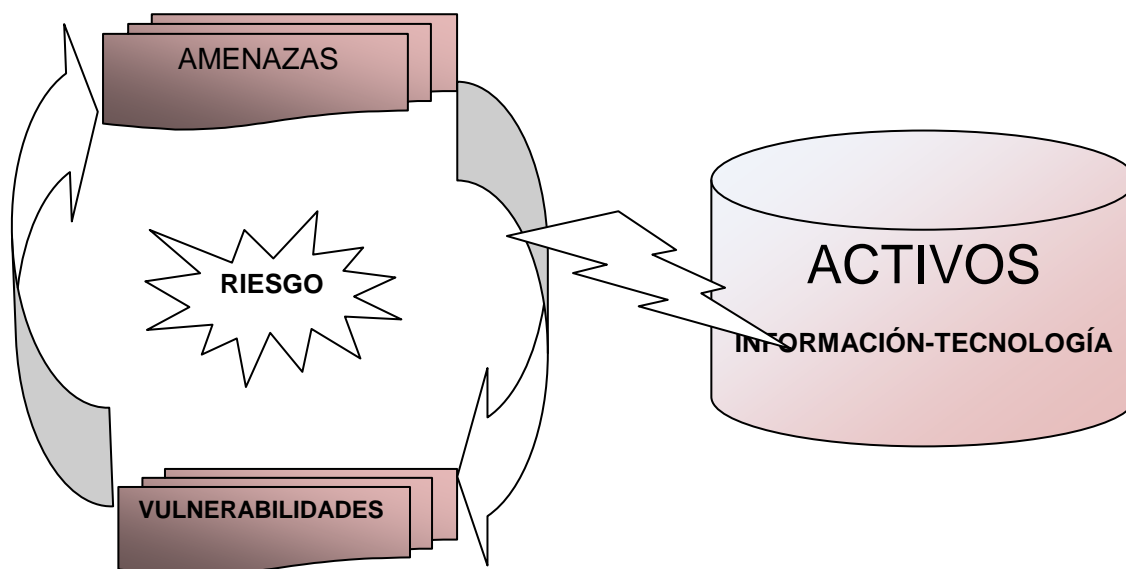 AMENAZAS
RIESGO
ACTIVOS
INFORMACIÓN-TECNOLOGÍA
VULNERABILIDADES